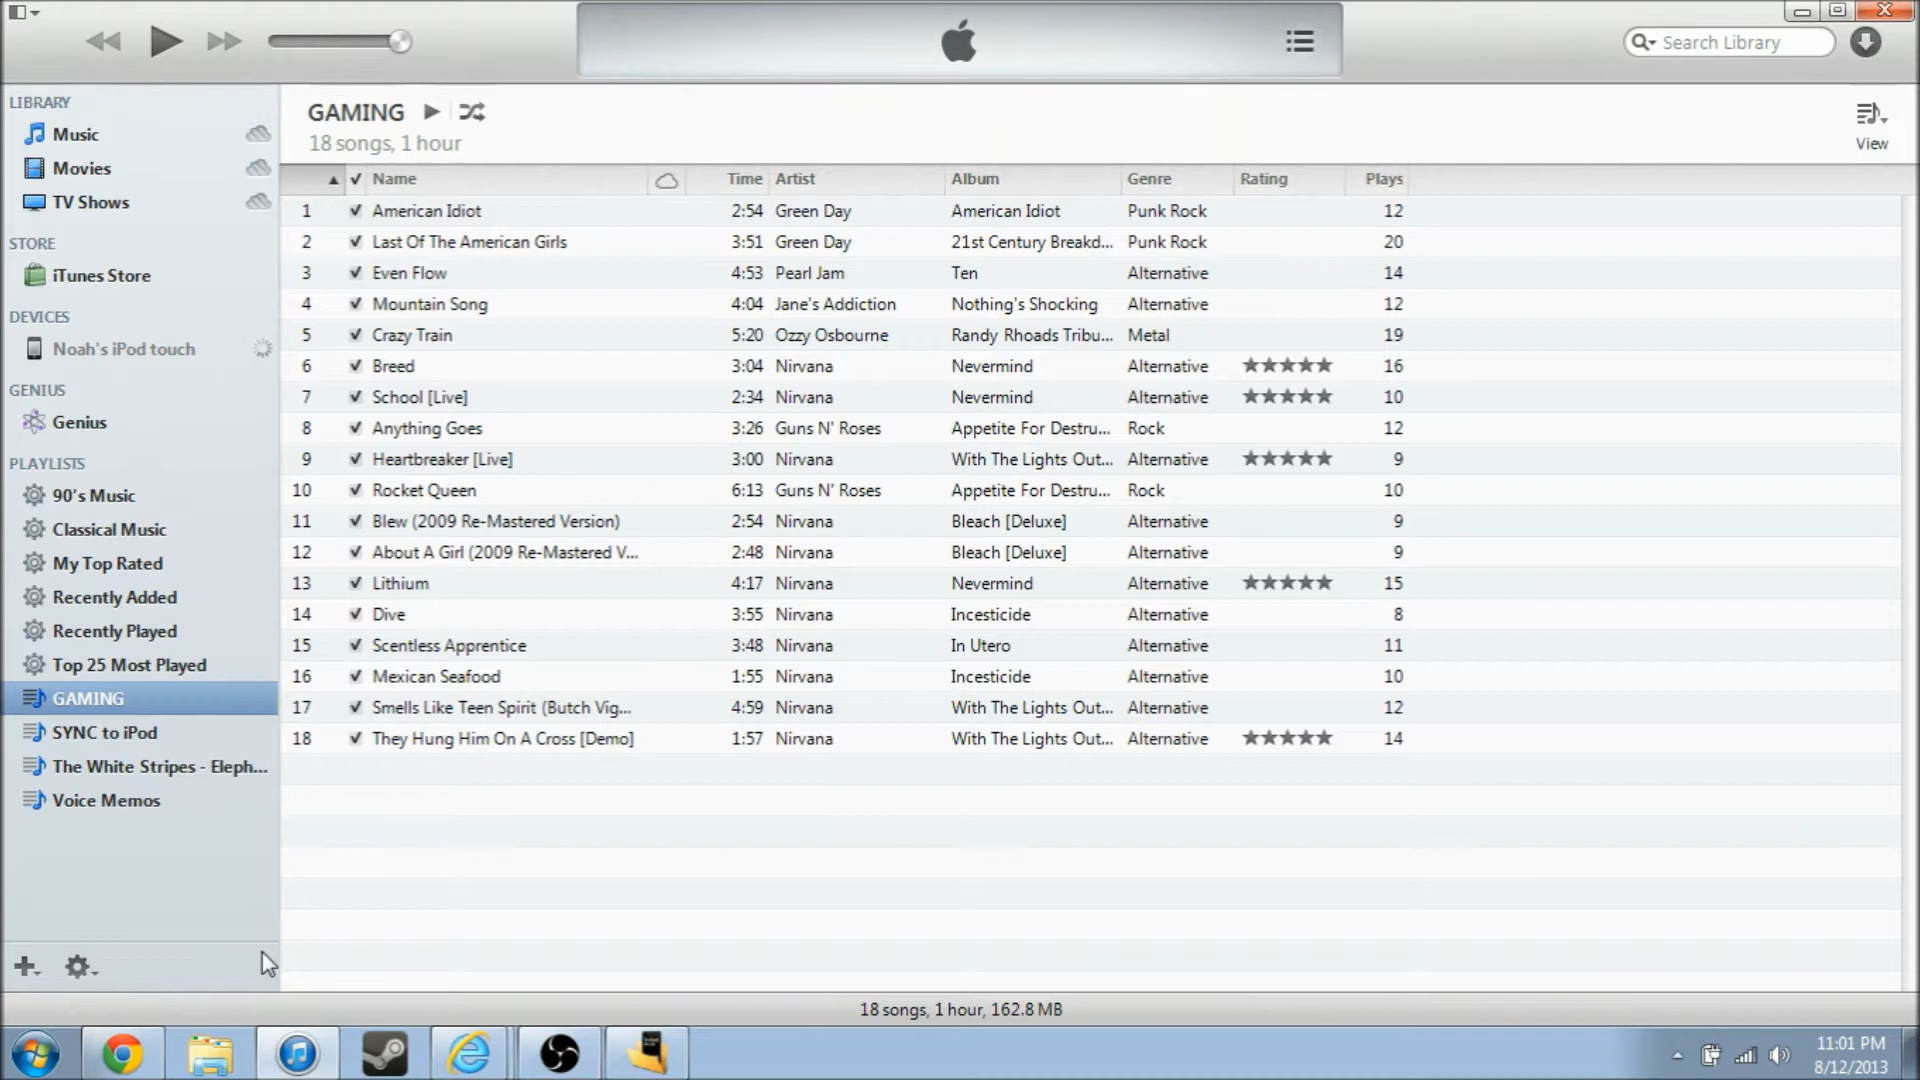 Search Library
LIBRARY
Music
Movies
TV Shows
STORE
iTunes Store
DEVICES
Noah's iPod touch
GENIUS
Genius
PLAYLISTS
90's Music
Classical Music
My Top Rated
Recently Added
Recently Played
Top 25 Most Played
GAMING
SYNC to iPod
The White Stripes - Eleph...
Voice Memos
GAMING
18 songs, 1 hour
View
Name Time Artist Album Genre Rating Plays
1 American Idiot 2:54 Green Day American Idiot Punk Rock 12
2 Last Of The American Girls 3:51 Green Day 21st Century Breakd... Punk Rock 20
3 Even Flow 4:53 Pearl Jam Ten Alternative 14
4 Mountain Song 4:04 Jane's Addiction Nothing's Shocking Alternative 12
5 Crazy Train 5:20 Ozzy Osbourne Randy Rhoads Tribu... Metal 19
6 Breed 3:04 Nirvana Nevermind Alternative ★★★★★ 16
7 School [Live] 2:34 Nirvana Nevermind Alternative ★★★★★ 10
8 Anything Goes 3:26 Guns N' Roses Appetite For Destru... Rock 12
9 Heartbreaker [Live] 3:00 Nirvana With The Lights Out... Alternative ★★★★★ 9
10 Rocket Queen 6:13 Guns N' Roses Appetite For Destru... Rock 10
11 Blew (2009 Re-Mastered Version) 2:54 Nirvana Bleach [Deluxe] Alternative 9
12 About A Girl (2009 Re-Mastered V... 2:48 Nirvana Bleach [Deluxe] Alternative 9
13 Lithium 4:17 Nirvana Nevermind Alternative ★★★★★ 15
14 Dive 3:55 Nirvana Incesticide Alternative 8
15 Scentless Apprentice 3:48 Nirvana In Utero Alternative 11
16 Mexican Seafood 1:55 Nirvana Incesticide Alternative 10
17 Smells Like Teen Spirit (Butch Vig... 4:59 Nirvana With The Lights Out... Alternative 12
18 They Hung Him On A Cross [Demo] 1:57 Nirvana With The Lights Out... Alternative ★★★★★ 14
18 songs, 1 hour, 162.8 MB
11:01 PM
8/12/2013